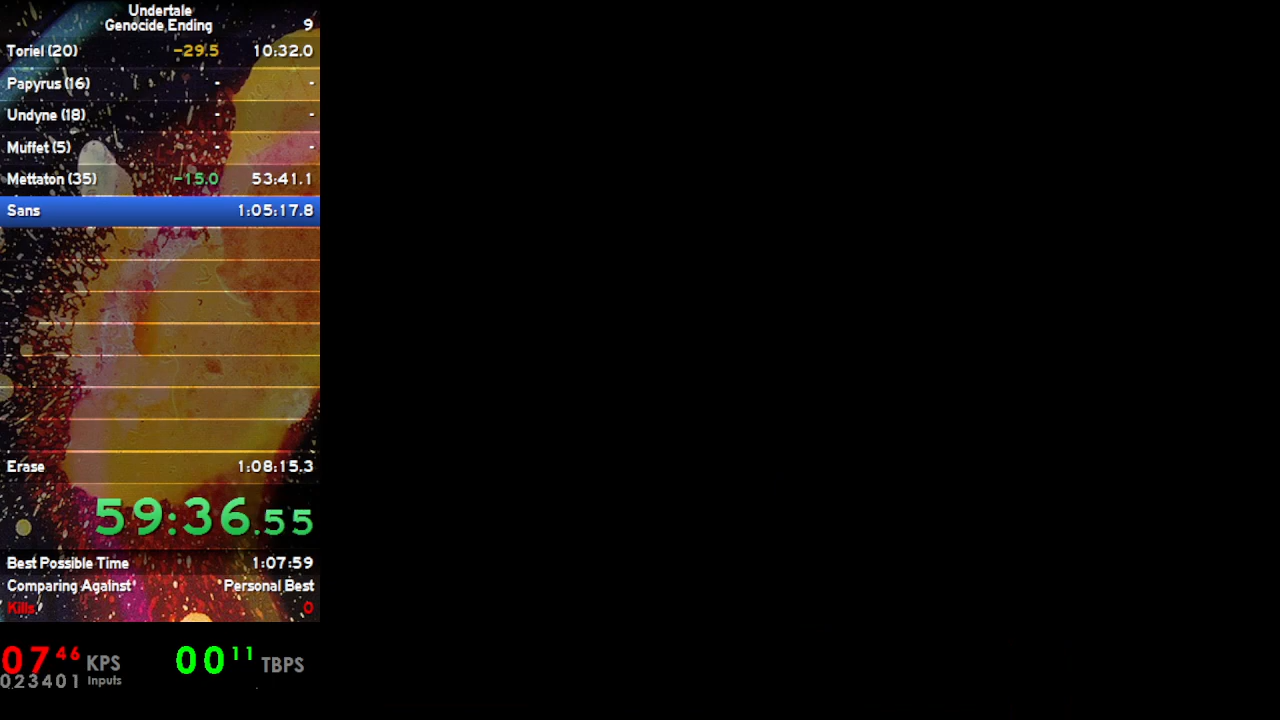 Undertale
Genocide Ending 9
Toriel (20) -29.5 10:32.0
Papyrus (16) - -
Undyne (18) - -
Muffet (5) - -
Mettaton (35) -15.0 53:41.1
Sans 1:05:17.8
Erase 1:08:15.3
59:36.55
Best Possible Time 1:07:59
Comparing Against Personal Best
Kills 0
07 46 KPS 00 11 TBPS
023401 Inputs